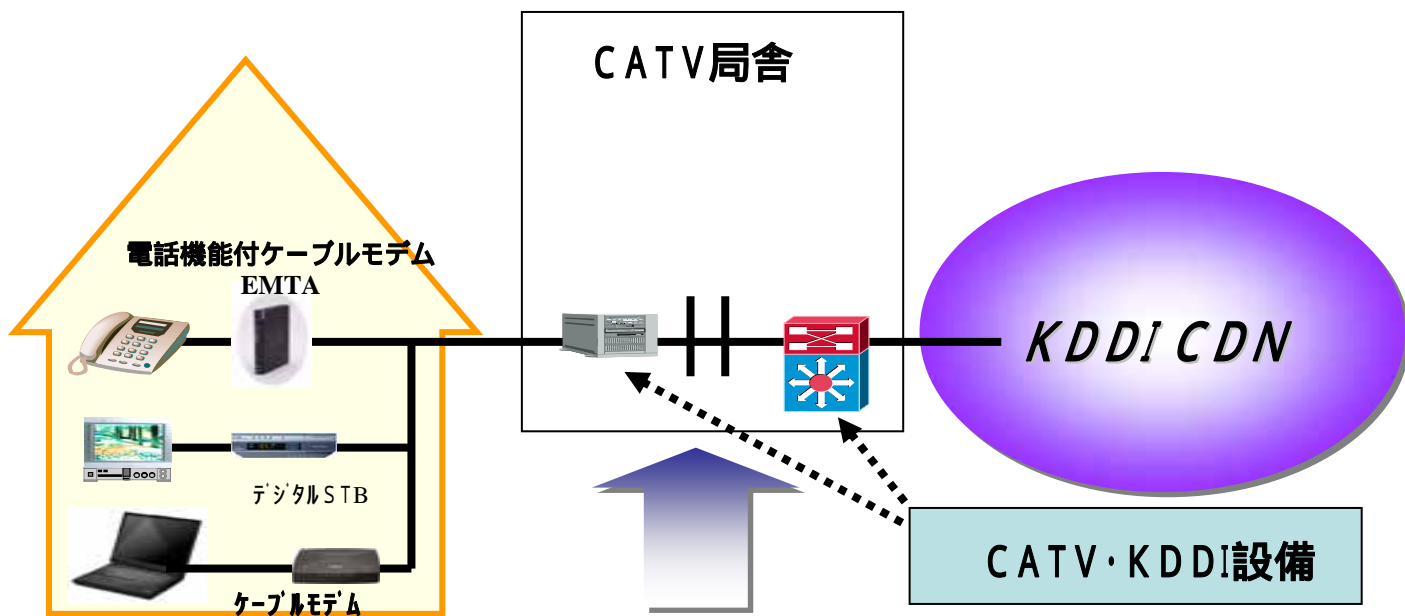 CATV局舎
電話機能付ケーブルモデム
EMTA
KDDI CDN
ﾃﾞｼﾞﾀﾙSTB
CATV・KDDI設備
ｹｰﾌﾞﾙﾓﾃﾞﾑ